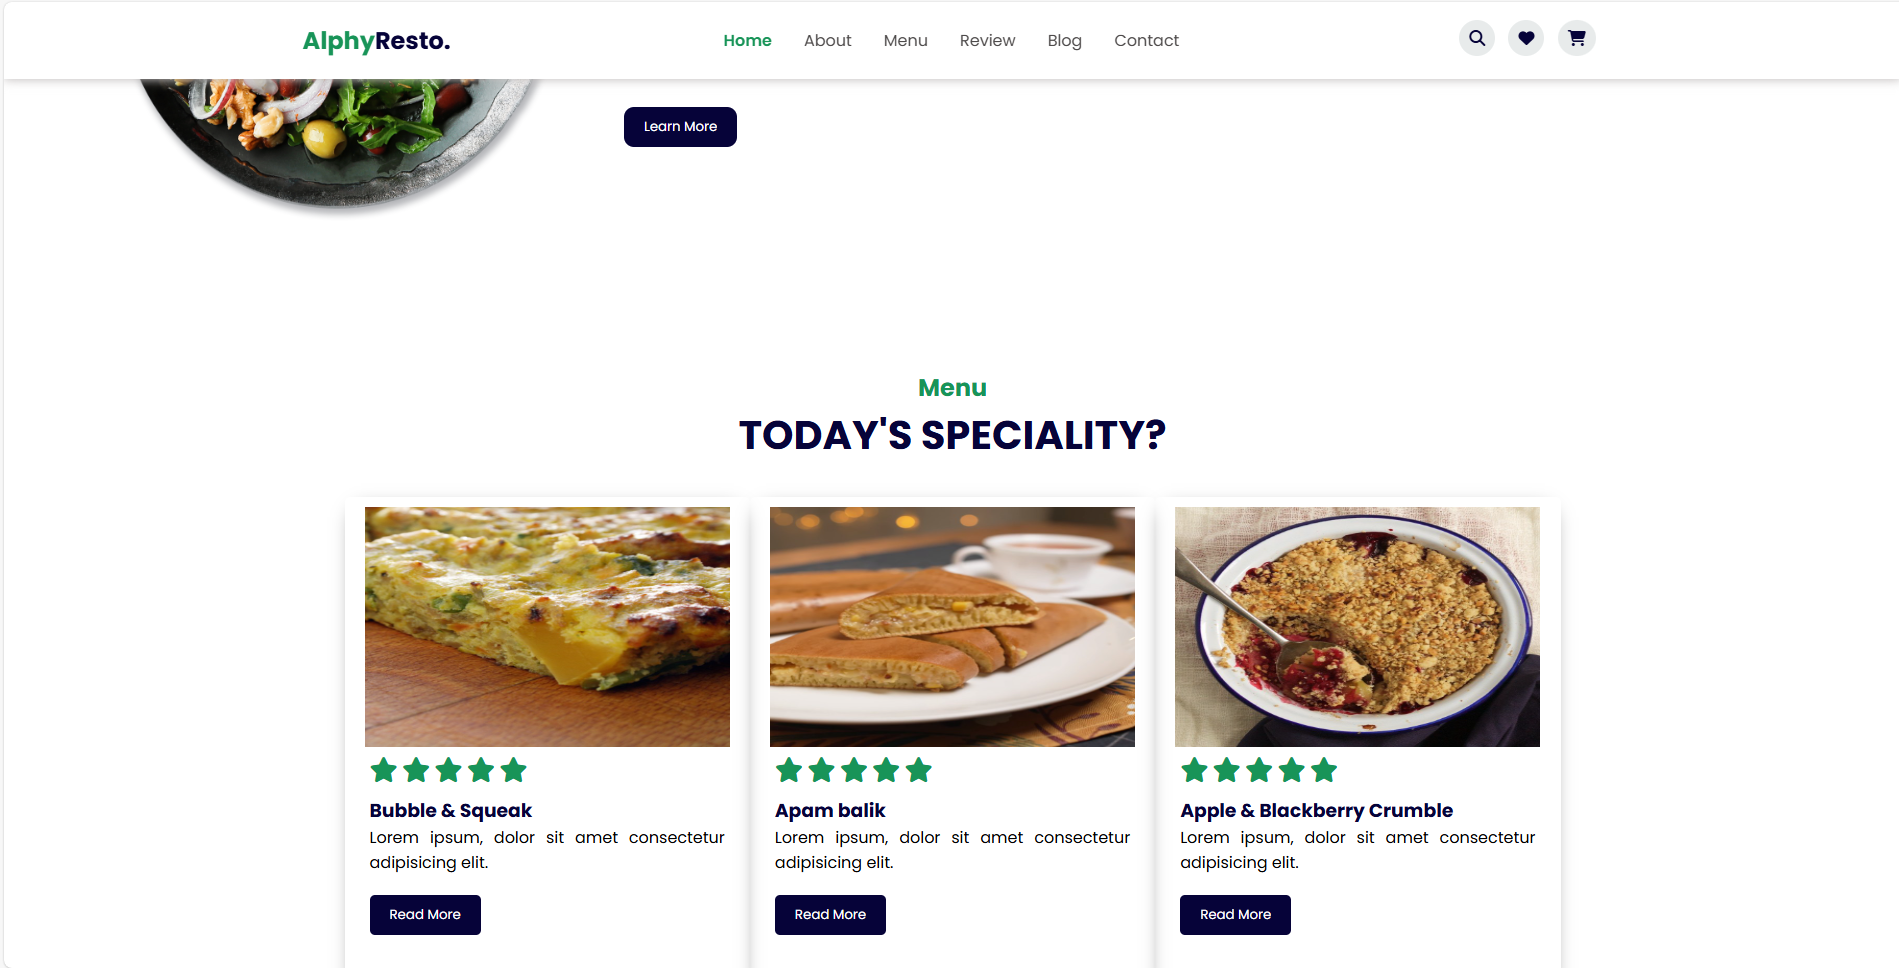 AlphyResto.
Home About Menu Review Blog Contact
Learn More
Menu
TODAY'S SPECIALITY?
Bubble & Squeak
Lorem ipsum, dolor sit amet consectetur
adipisicing elit.
Read More
Apam balik
Lorem ipsum, dolor sit amet consectetur
adipisicing elit.
Read More
Apple & Blackberry Crumble
Lorem ipsum, dolor sit amet consectetur
adipisicing elit.
Read More